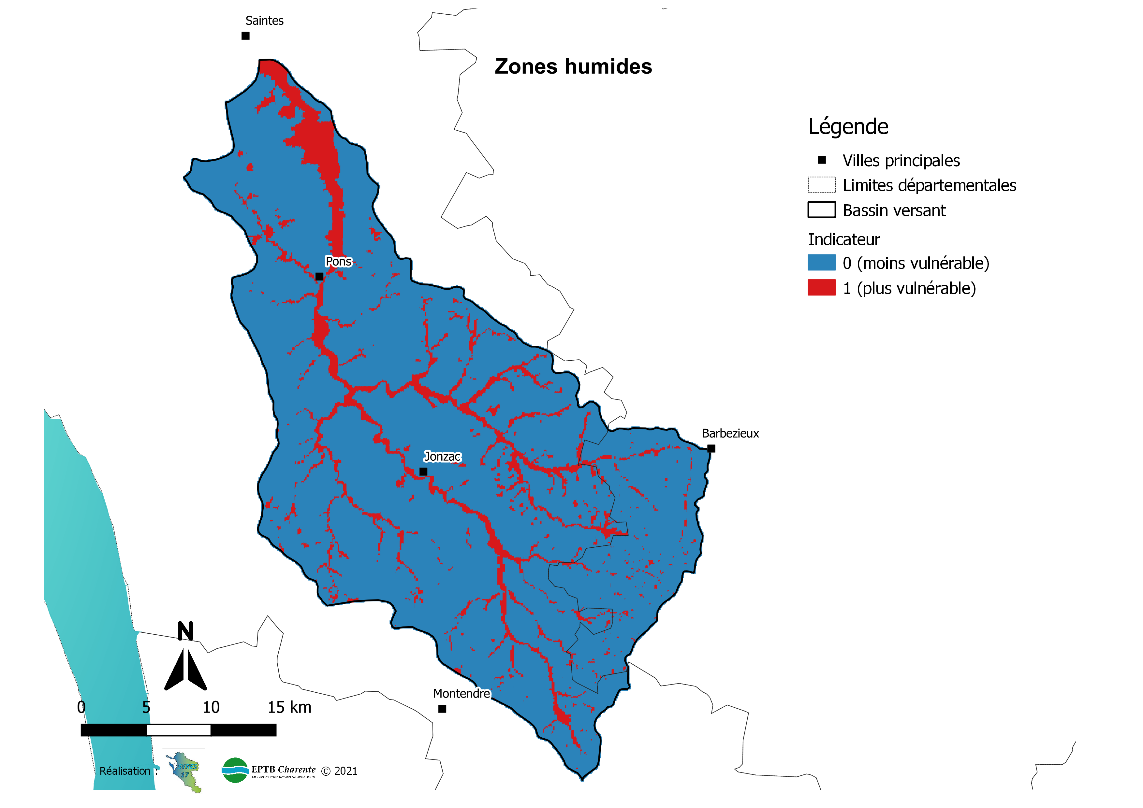 Saintes
Zones humides
Légende
Villes principales
Limites départementales
Bassin versant
Indicateur
0 (moins vulnérable)
1 (plus vulnérable)
Pons
Barbezieux
Jonzac
N
Montendre
0 5 10 15 km
Réalisation :
EPTB Charente © 2021